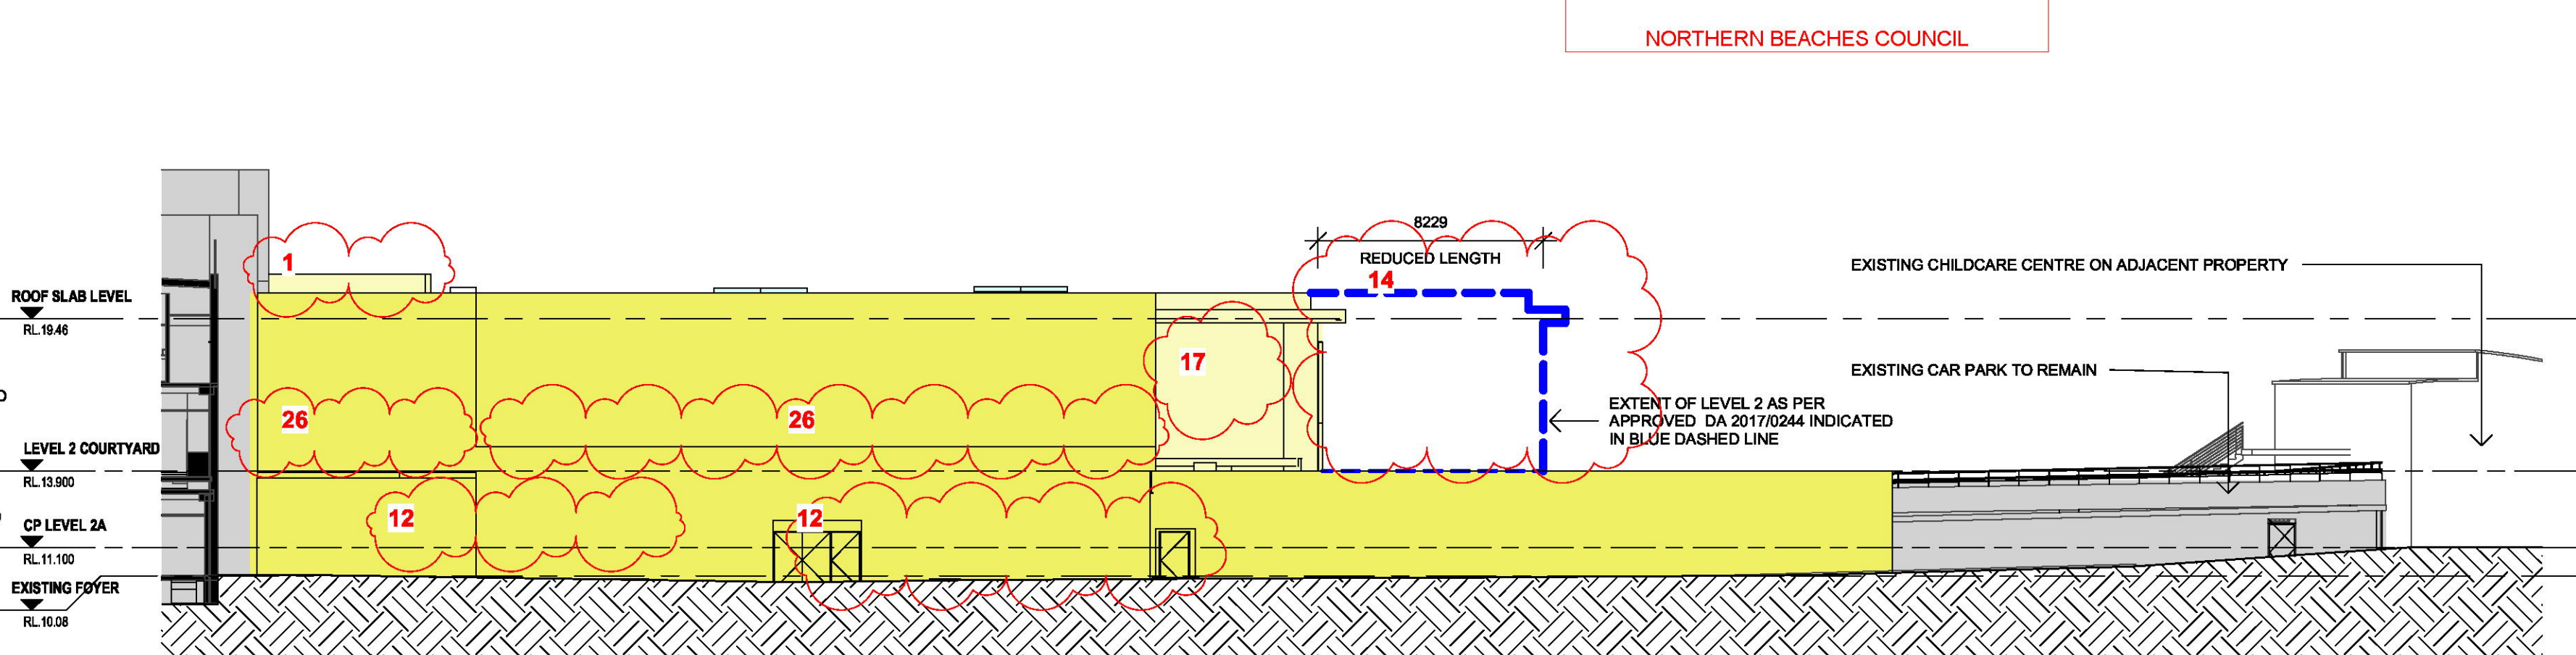 NORTHERN BEACHES COUNCIL
8229
REDUCED LENGTH
1
14
17
26
26
12
12
ROOF SLAB LEVEL
RL.19.46
LEVEL 2 COURTYARD
RL.13.900
CP LEVEL 2A
RL.11.100
EXISTING FOYER
RL.10.08
EXISTING CHILDCARE CENTRE ON ADJACENT PROPERTY
EXISTING CAR PARK TO REMAIN
EXTENT OF LEVEL 2 AS PER
APPROVED DA 2017/0244 INDICATED
IN BLUE DASHED LINE